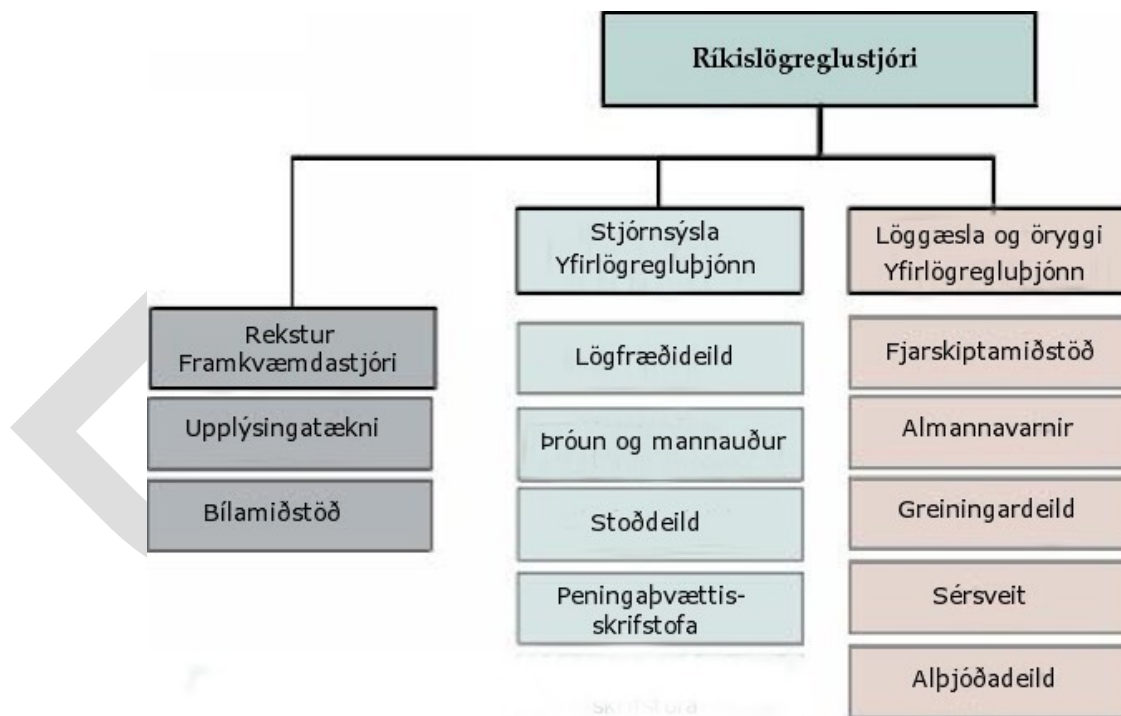 Ríkislögreglustjóri
Rekstur
Framkvæmdastjóri
Upplýsingatækni
Bílamiðstöð
Stjórnsýsla
Yfirlögregluþjónn
Lögfræðideild
Þróun og mannauður
Stoðdeild
Peningaþvættis-
skrifstofa
Löggæsla og öryggi
Yfirlögregluþjónn
Fjarskiptamiðstöð
Almannavarnir
Greiningardeild
Sérsveit
Alþjóðadeild